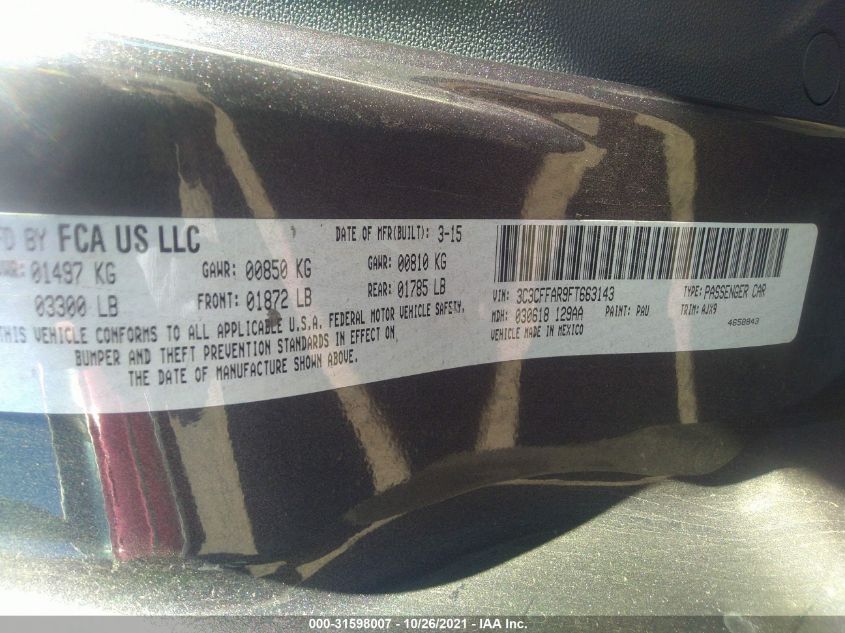 FD BY FCA US LLC DATE OF MFR(BUILT): 3-15
01497 KG GAWR: 00850 KG GAWR: 00810 KG
03300 LB FRONT: 01872 LB REAR: 01785 LB
THIS VEHICLE CONFORMS TO ALL APPLICABLE U.S.A. FEDERAL MOTOR VEHICLE SAFETY,
BUMPER AND THEFT PREVENTION STANDARDS IN EFFECT ON
THE DATE OF MANUFACTURE SHOWN ABOVE.
VIN: 3C3CFFAR9FT663143 TYPE: PASSENGER CAR
MDH: 030618 129AA PAINT: PAU TRIM: AJX9
VEHICLE MADE IN MEXICO 4658843
000-31598007 - 10/26/2021 - IAA Inc.